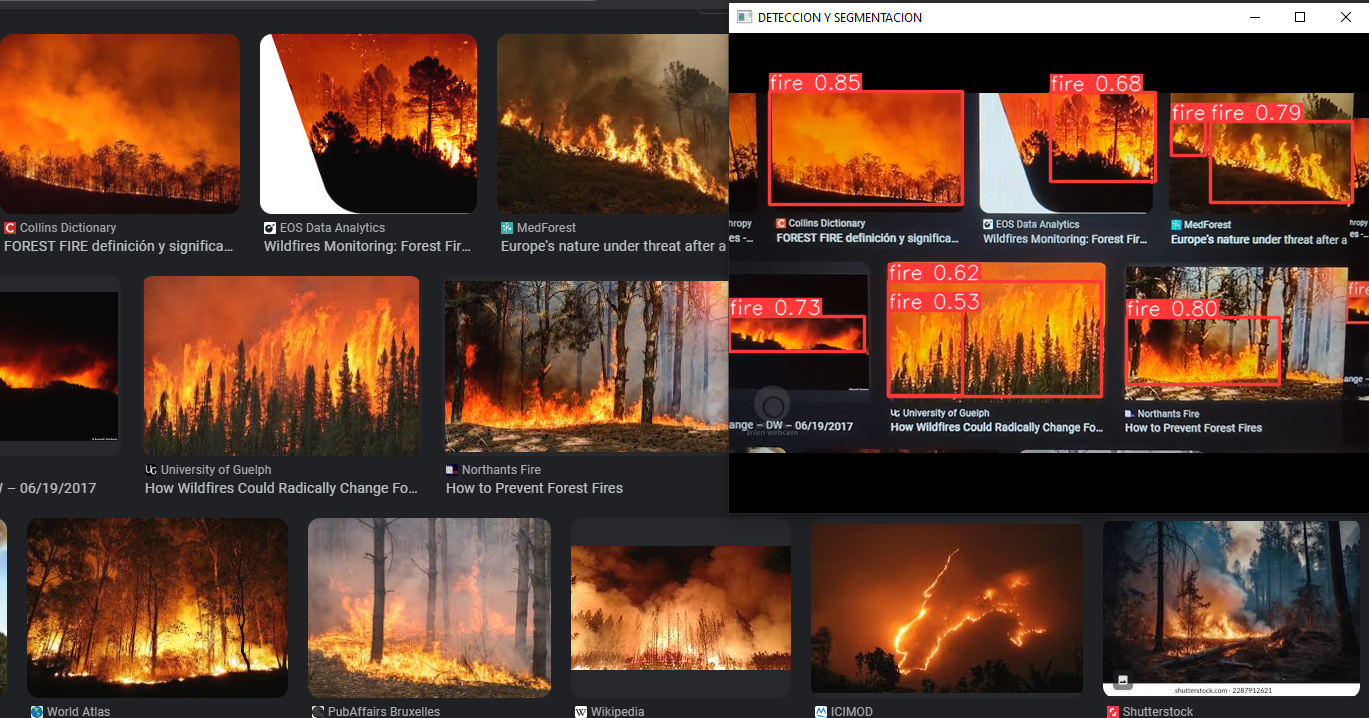 DETECCION Y SEGMENTACION
fire 0.85
fire 0.68
fire fire 0.79
Collins Dictionary
FOREST FIRE definición y significa...
EOS Data Analytics
Wildfires Monitoring: Forest Fir...
MedForest
Europe's nature under threat after a
hropy
es -...
Collins Dictionary
FOREST FIRE definición y significa...
EOS Data Analytics
Wildfires Monitoring: Forest Fir...
MedForest
Europe's nature under threat after a
fire 0.73
fire 0.62
fire 0.53
fire 0.80
fire
ange – DW – 06/19/2017
Iriun Webcam
University of Guelph
How Wildfires Could Radically Change Fo...
Northants Fire
How to Prevent Forest Fires
ange –
– 06/19/2017
University of Guelph
How Wildfires Could Radically Change Fo...
Northants Fire
How to Prevent Forest Fires
shutterstock.com · 2287912621
World Atlas
PubAffairs Bruxelles
W Wikipedia
ICIMOD
Shutterstock